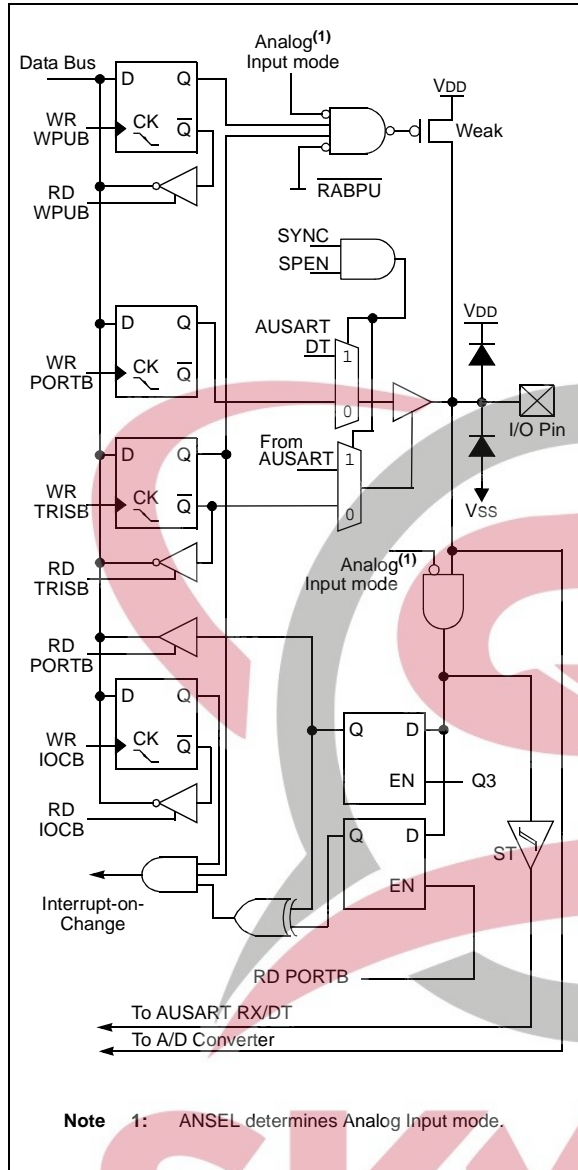 Analog(1)
Input mode
Data Bus
D Q
VDD
WR
WPUB
CK
Q
Weak
RD
WPUB
RABPU
SYNC
SPEN
D Q
AUSART
DT
1
VDD
WR
PORTB
CK
Q
0
I/O Pin
From
AUSART
1
D Q
WR
TRISB
CK
Q
0
VSS
RD
TRISB
Analog(1)
Input mode
RD
PORTB
D Q
Q D
WR
IOCB
CK
Q
EN
Q3
RD
IOCB
Q D
ST
EN
Interrupt-on-
Change
RD PORTB
To AUSART RX/DT
To A/D Converter
Note 1: ANSEL determines Analog Input mode.